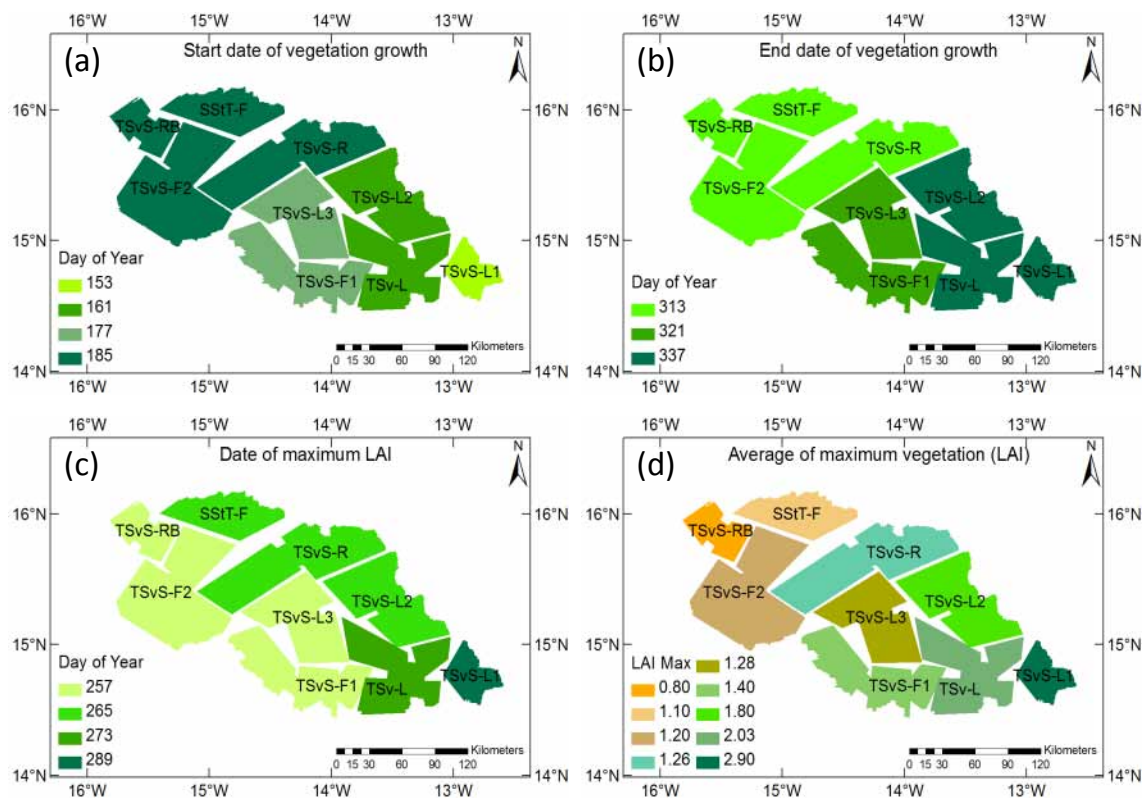 16°W 15°W 14°W 13°W
(a) Start date of vegetation growth
N
16°N
SStT-F
TSvS-RB
TSvS-R
TSvS-F2
TSvS-L2
TSvS-L3
15°N
Day of Year
TSvS-L1
153
TSvS-F1
TSv-L
161
177
185
Kilometers
0 15 30 60 90 120
14°N
16°W 15°W 14°W 13°W
16°W 15°W 14°W 13°W
(b) End date of vegetation growth
N
16°N
SStT-F
TSvS-RB
TSvS-R
TSvS-F2
TSvS-L2
TSvS-L3
15°N
TSvS-L1
Day of Year
TSvS-F1
TSv-L
313
321
337
Kilometers
0 15 30 60 90 120
14°N 14°N
16°W 15°W 14°W 13°W
16°W 15°W 14°W 13°W
(c) Date of maximum LAI
N
16°N
SStT-F
TSvS-RB
TSvS-R
TSvS-F2
TSvS-L2
TSvS-L3
15°N
Day of Year
TSvS-L1
257
TSvS-F1
TSv-L
265
273
289
Kilometers
0 15 30 60 90 120
14°N
16°W 15°W 14°W 13°W
16°W 15°W 14°W 13°W
(d) Average of maximum vegetation (LAI)
N
16°N 16°N
SStT-F
TSvS-RB
TSvS-R
TSvS-F2
TSvS-L2
TSvS-L3
15°N 15°N
LAI Max
1.28
TSvS-L1
0.80
1.40
TSvS-F1
TSv-L
1.10
1.80
1.20
2.03
1.26
2.90
Kilometers
0 15 30 60 90 120
14°N 14°N
16°W 15°W 14°W 13°W